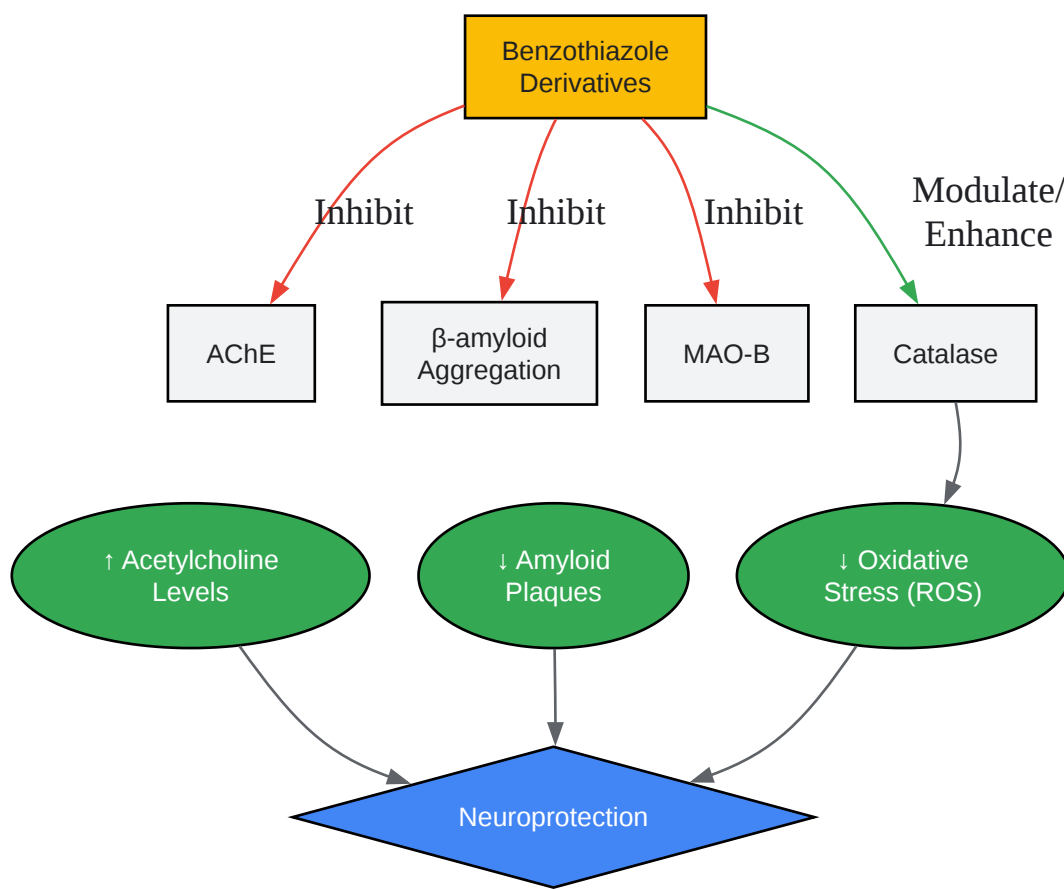 Benzothiazole
Derivatives
Inhibit
Inhibit
Inhibit
Modulate/
Enhance
AChE
β-amyloid
Aggregation
MAO-B
Catalase
↑ Acetylcholine
Levels
↓ Amyloid
Plaques
↓ Oxidative
Stress (ROS)
Neuroprotection